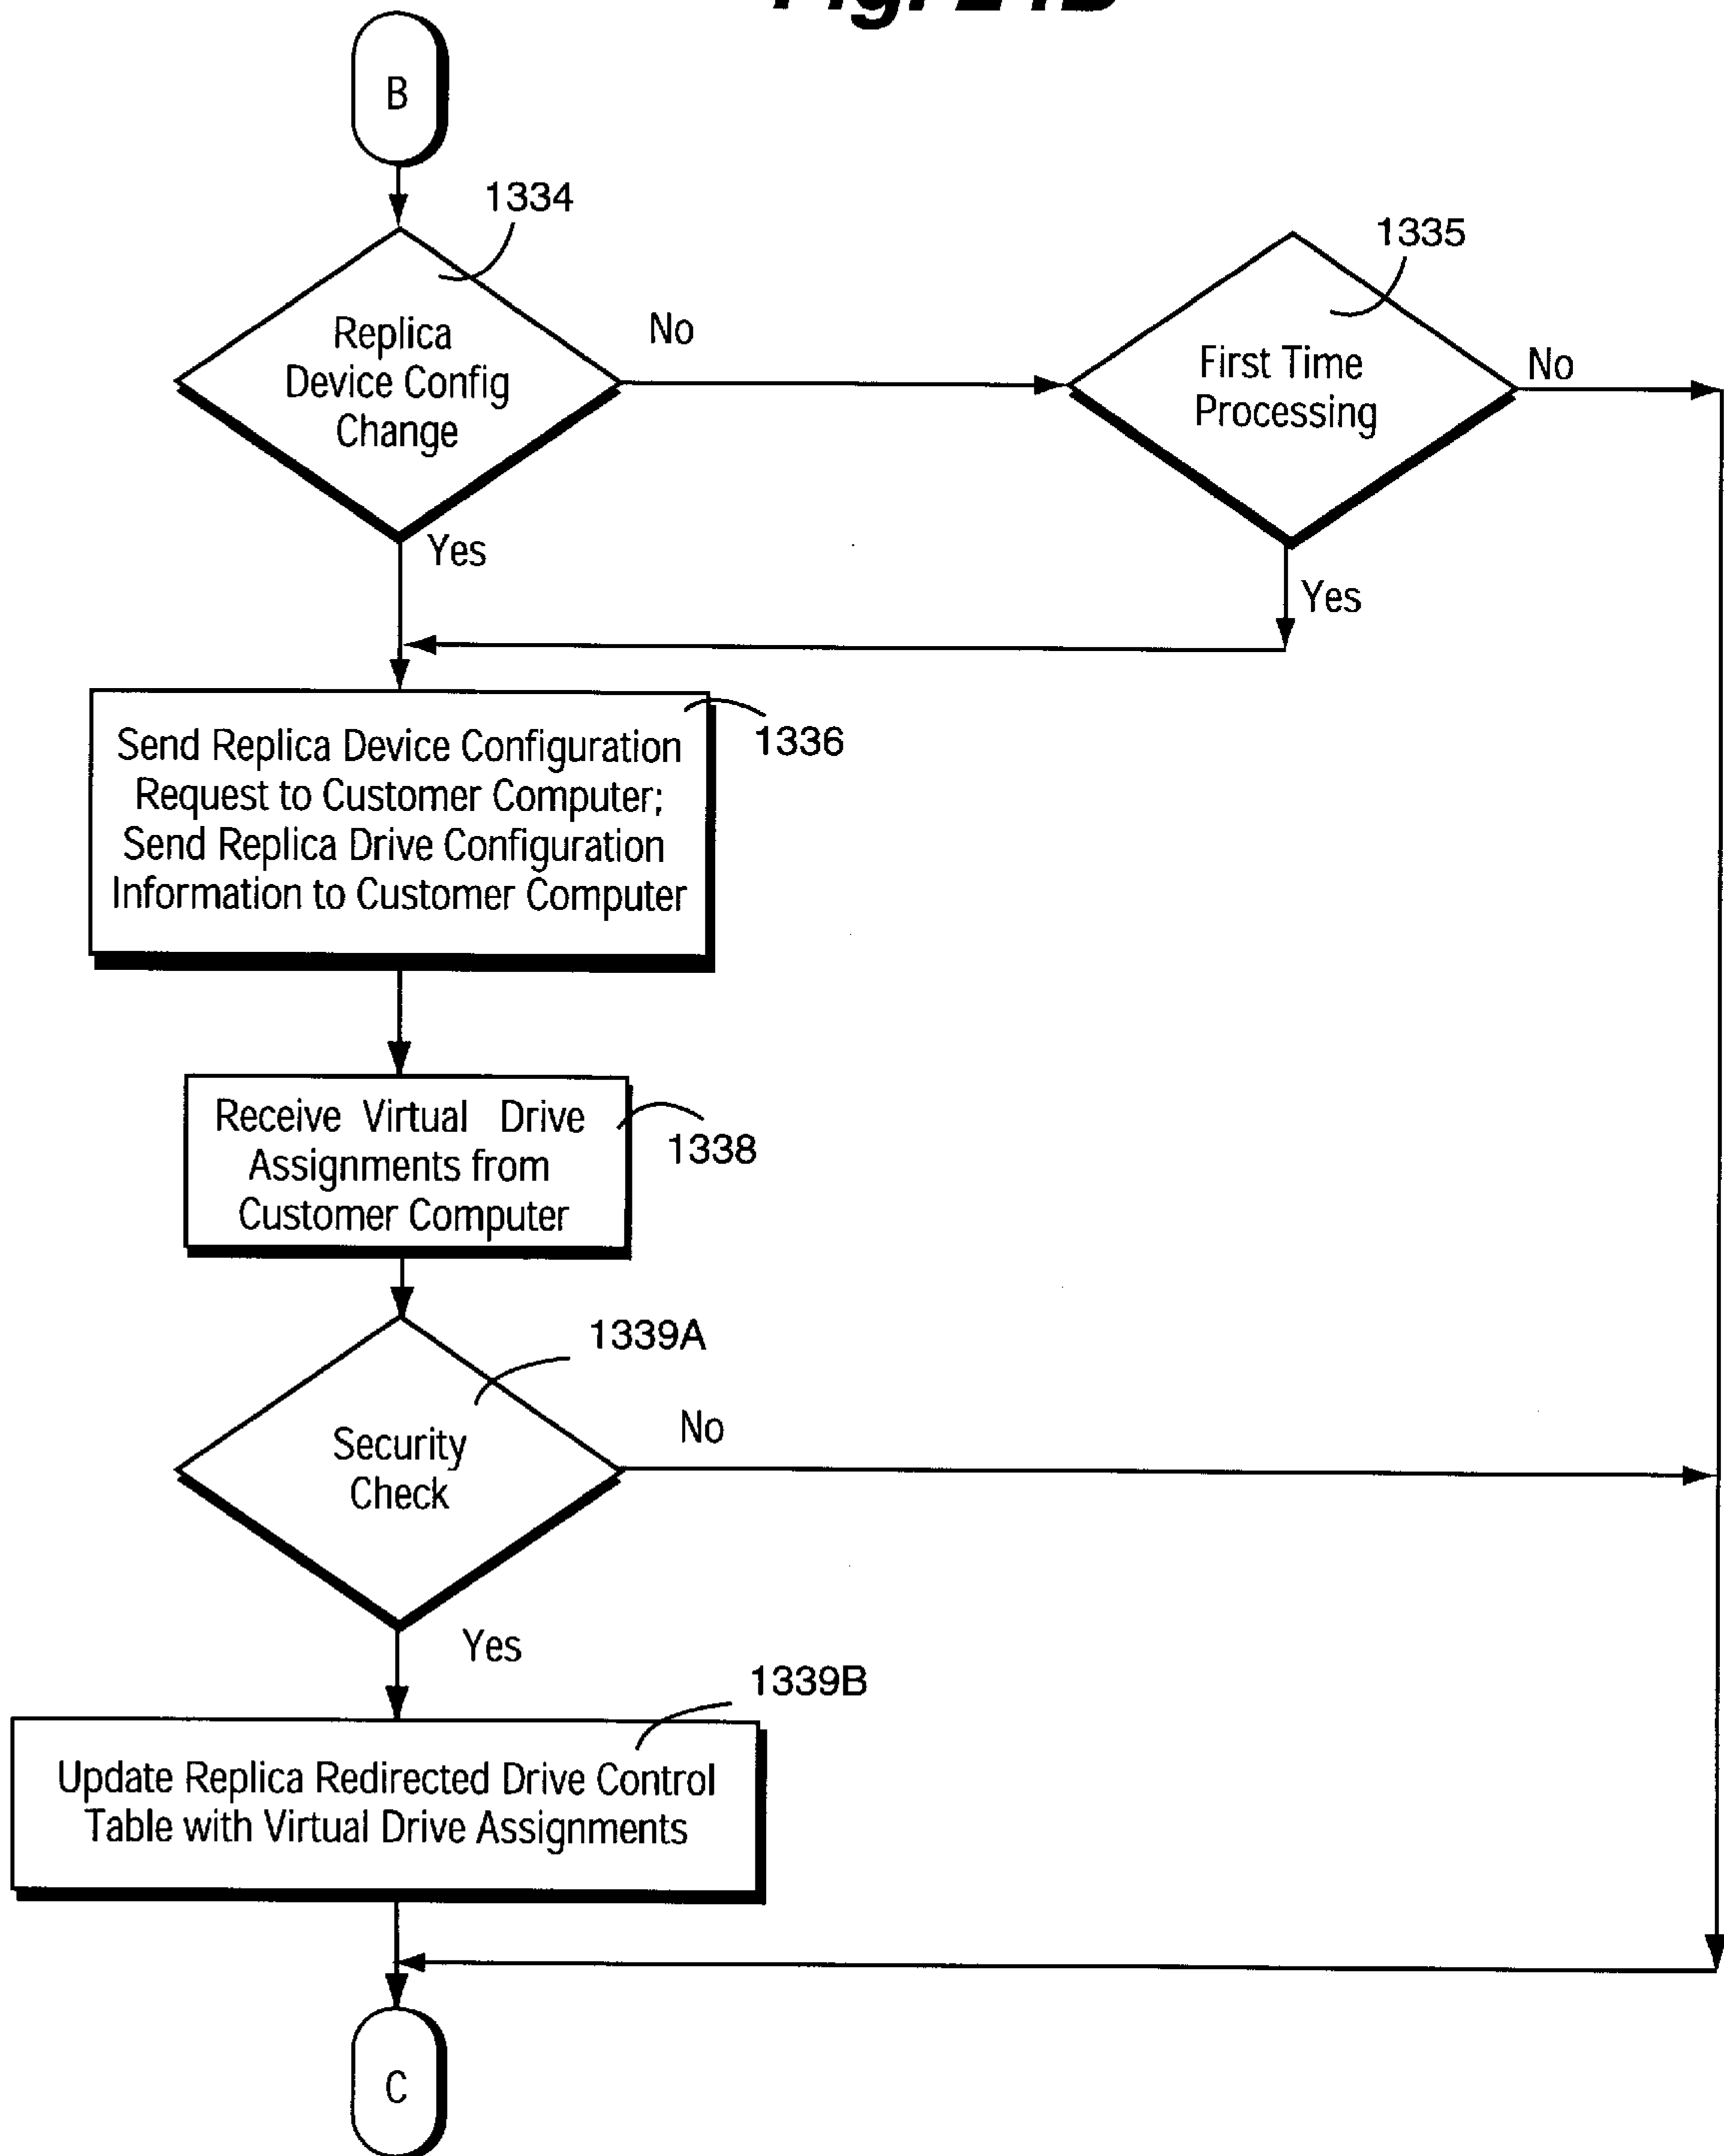 B
1334
Replica
Device Config
Change
No
1335
First Time
Processing
No
Yes
Yes
Send Replica Device Configuration
Request to Customer Computer;
Send Replica Drive Configuration
Information to Customer Computer
1336
Receive Virtual Drive
Assignments from
Customer Computer
1338
1339A
Security
Check
No
Yes
1339B
Update Replica Redirected Drive Control
Table with Virtual Drive Assignments
C